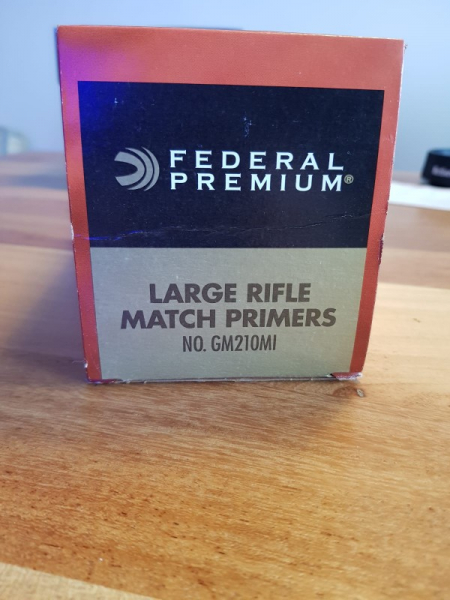 FEDERAL
PREMIUM®
LARGE RIFLE
MATCH PRIMERS
NO. GM210MI